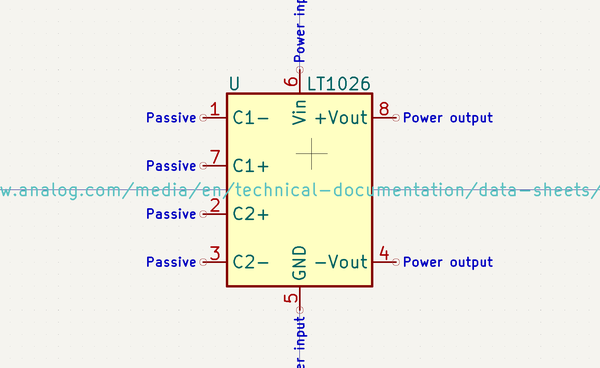 Power inp
U
6
LT1026
Passive 1 C1- Vin +Vout 8 Power output
Passive 7 C1+
w.analog.com/media/en/technical-documentation/data-sheets/
Passive 2 C2+
Passive 3 C2- GND -Vout 4 Power output
5
er input